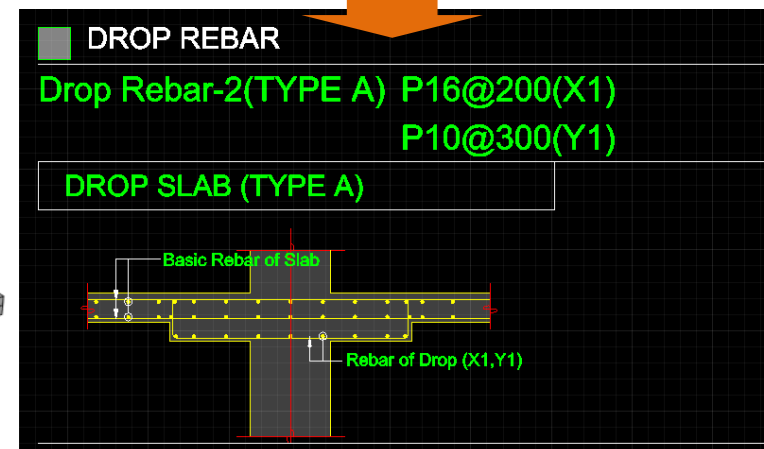 DROP REBAR
Drop Rebar-2(TYPE A) P16@200(X1)
P10@300(Y1)
DROP SLAB (TYPE A)
Basic Rebar of Slab
Rebar of Drop (X1,Y1)